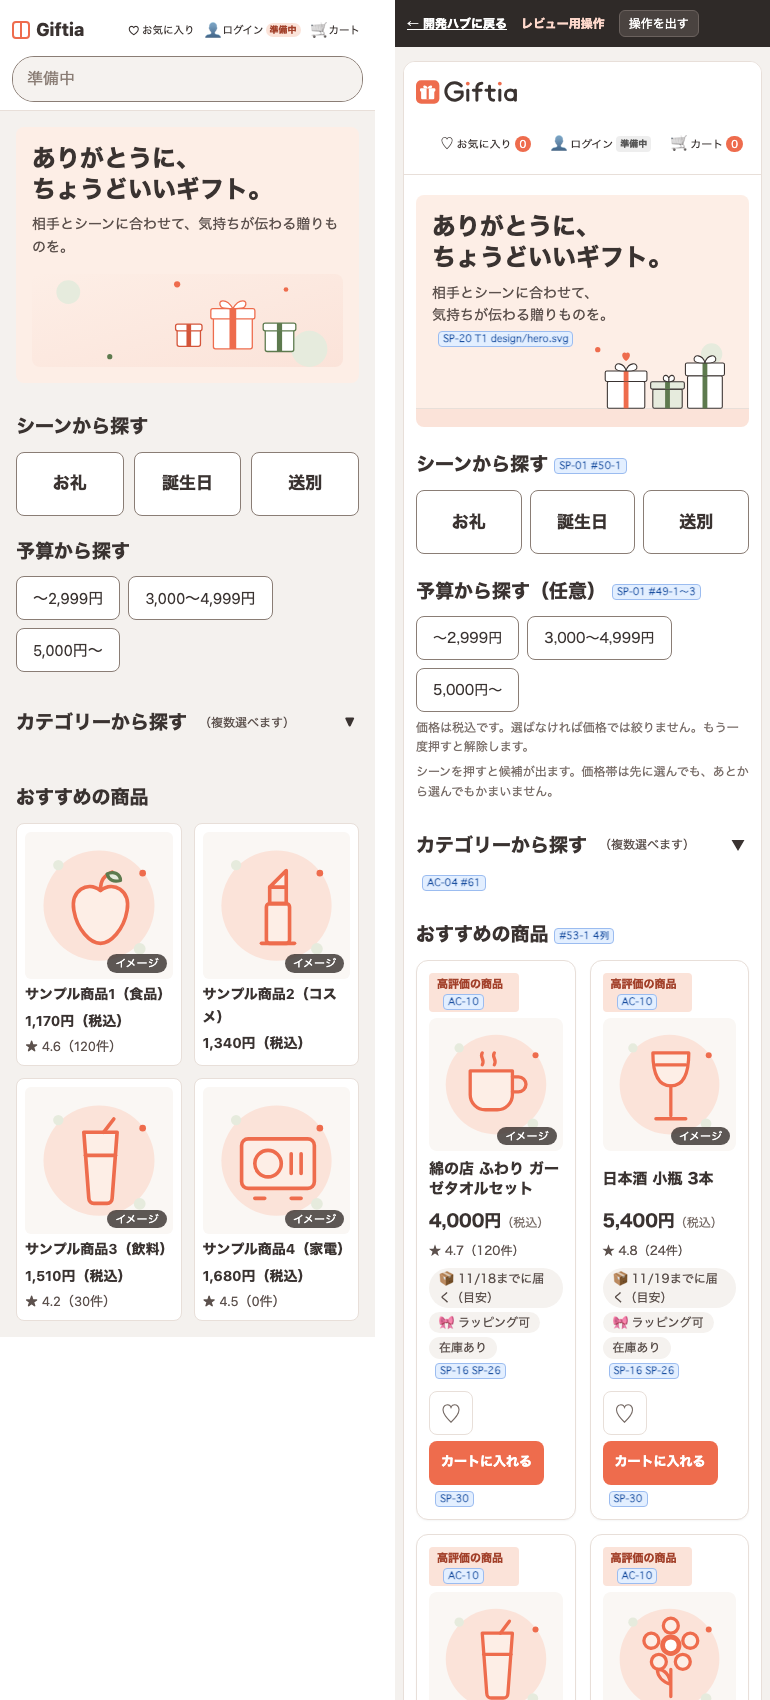 Giftia
♡ お気に入り
ログイン 準備中
カート
準備中
ありがとうに、
ちょうどいいギフト。
相手とシーンに合わせて、気持ちが伝わる贈りも
のを。
シーンから探す
お礼
誕生日
送別
予算から探す
〜2,999円
3,000〜4,999円
5,000円〜
カテゴリーから探す （複数選べます） ▼
おすすめの商品
イメージ
サンプル商品1（食品）
1,170円（税込）
★ 4.6（120件）
イメージ
サンプル商品2（コス
メ）
1,340円（税込）
イメージ
サンプル商品3（飲料）
1,510円（税込）
★ 4.2（30件）
イメージ
サンプル商品4（家電）
1,680円（税込）
★ 4.5（0件）
← 開発ハブに戻る
レビュー用操作
操作を出す
Giftia
♡ お気に入り 0
ログイン 準備中
カート 0
ありがとうに、
ちょうどいいギフト。
相手とシーンに合わせて、
気持ちが伝わる贈りものを。
SP-20 T1 design/hero.svg
シーンから探す SP-01 #50-1
お礼
誕生日
送別
予算から探す（任意） SP-01 #49-1〜3
〜2,999円
3,000〜4,999円
5,000円〜
価格は税込です。選ばなければ価格では絞りません。もう一
度押すと解除します。
シーンを押すと候補が出ます。価格帯は先に選んでも、あとか
ら選んでもかまいません。
カテゴリーから探す （複数選べます） ▼
AC-04 #61
おすすめの商品 #53-1 4列
高評価の商品
AC-10
イメージ
綿の店 ふわり ガー
ゼタオルセット
4,000円（税込）
★ 4.7（120件）
📦 11/18までに届
く（目安）
🎀 ラッピング可
在庫あり
SP-16 SP-26
♡
カートに入れる
SP-30
高評価の商品
AC-10
イメージ
日本酒 小瓶 3本
5,400円（税込）
★ 4.8（24件）
📦 11/19までに届
く（目安）
🎀 ラッピング可
在庫あり
SP-16 SP-26
♡
カートに入れる
SP-30
高評価の商品
AC-10
高評価の商品
AC-10